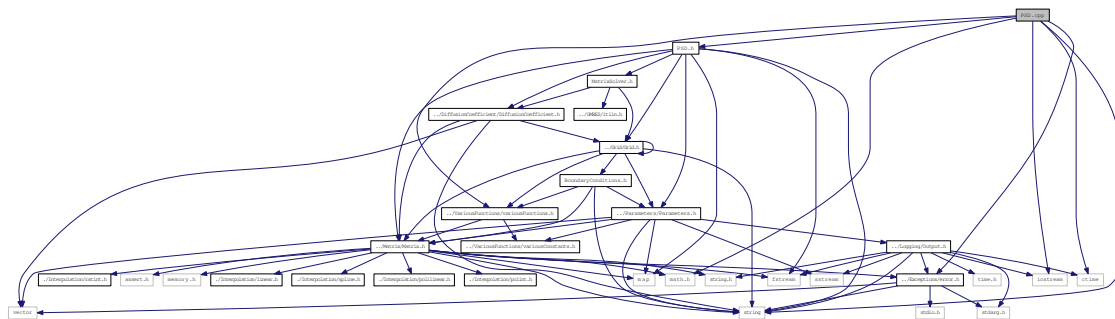 PSD.cpp
PSD.h
MatrixSolver.h
../DiffusionCoefficient/DiffusionCoefficient.h
../GMRES/itlin.h
../Grid/Grid.h
BoundaryConditions.h
../VariousFunctions/variousFunctions.h
../Parameters/Parameters.h
../Matrix/Matrix.h
../VariousFunctions/variousConstants.h
../Logging/Output.h
assert.h
memory.h
../Interpolation/linear.h
../Interpolation/spline.h
../Interpolation/polilinear.h
../Interpolation/polint.h
map
math.h
string.h
fstream
sstream
../Exceptions/error.h
time.h
iostream
ctime
vector
string
stdio.h
stdarg.h